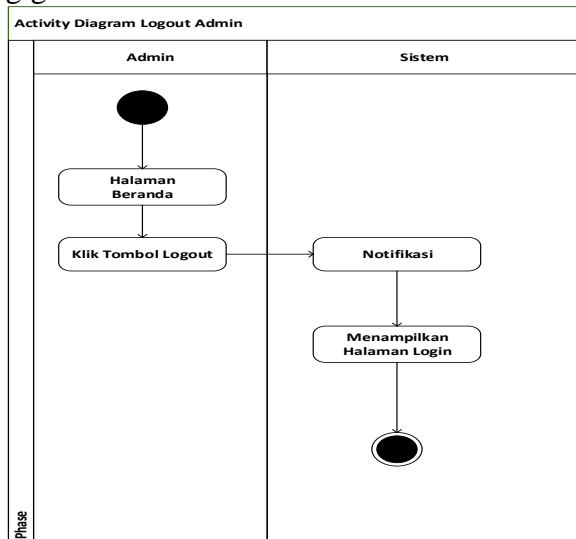 Activity Diagram Logout Admin
Admin
Sistem
Halaman
Beranda
Klik Tombol Logout
Notifikasi
Menampilkan
Halaman Login
Phase